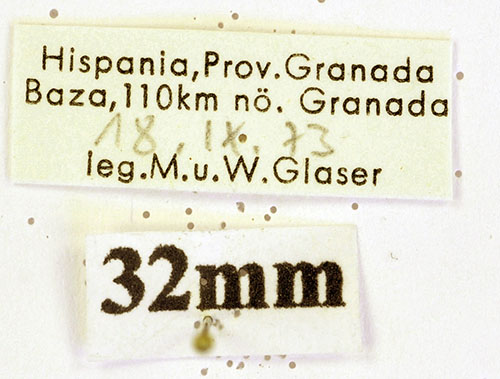 Hispania,Prov.Granada
Baza,110km nö. Granada
18. IX. 73
leg.M.u.W.Glaser
32mm